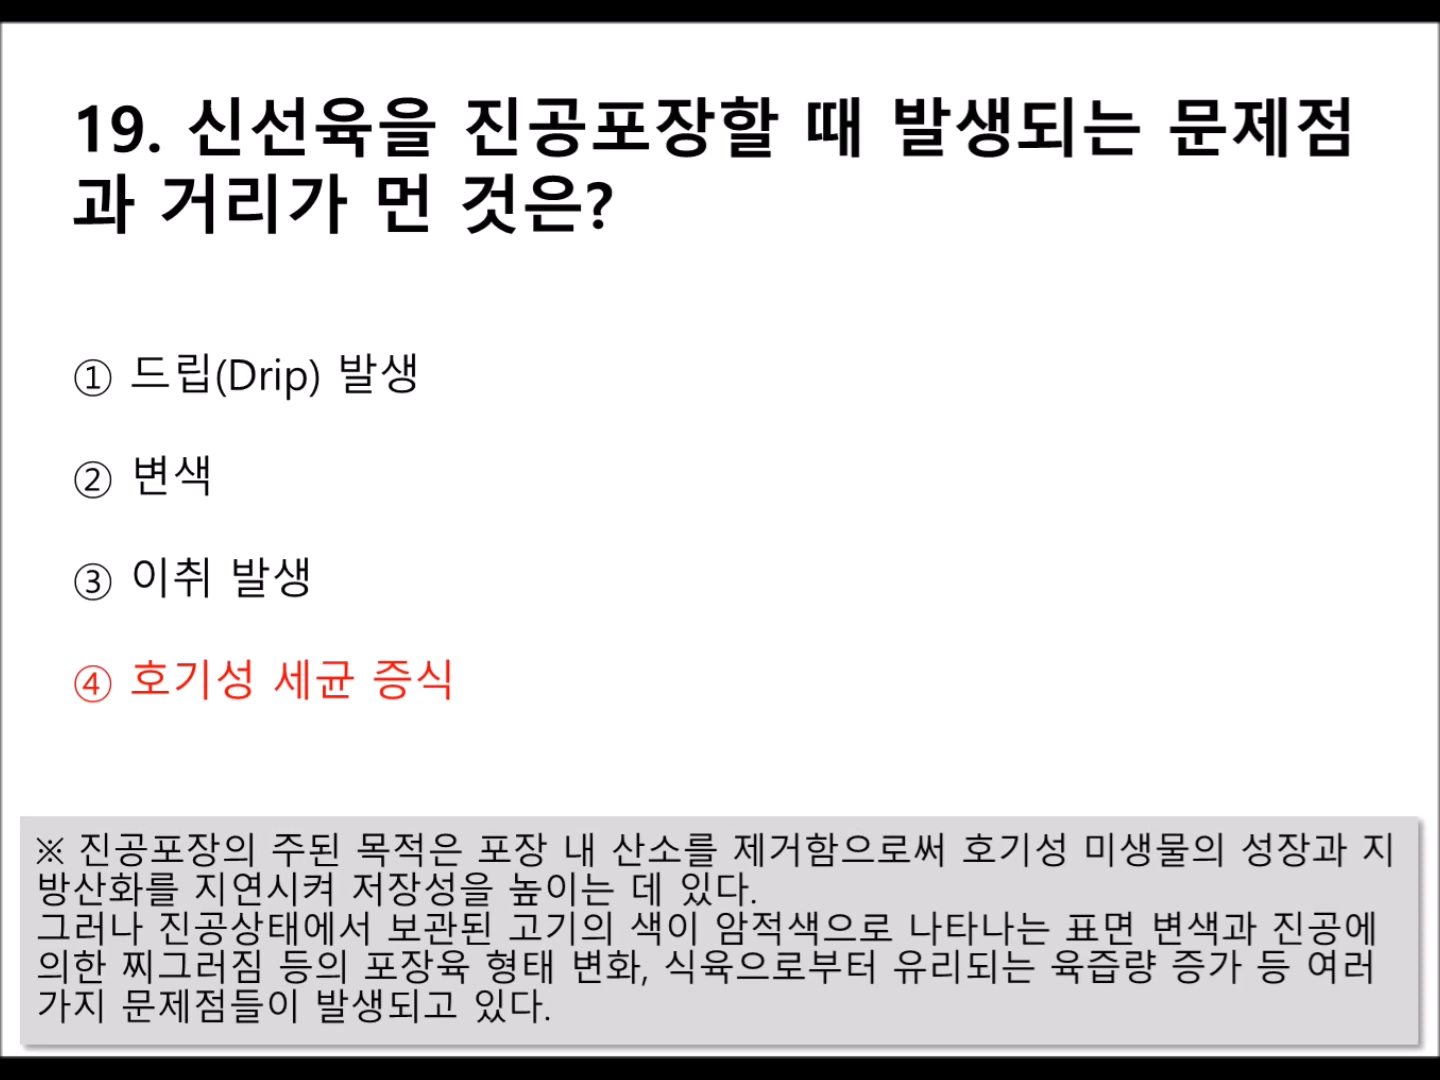 19. 신선육을 진공포장할 때 발생되는 문제점
과 거리가 먼 것은?
① 드립(Drip) 발생
② 변색
③ 이취 발생
④ 호기성 세균 증식
※ 진공포장의 주된 목적은 포장 내 산소를 제거함으로써 호기성 미생물의 성장과 지
방산화를 지연시켜 저장성을 높이는 데 있다.
그러나 진공상태에서 보관된 고기의 색이 암적색으로 나타나는 표면 변색과 진공에
의한 찌그러짐 등의 포장육 형태 변화, 식육으로부터 유리되는 육즙량 증가 등 여러
가지 문제점들이 발생되고 있다.